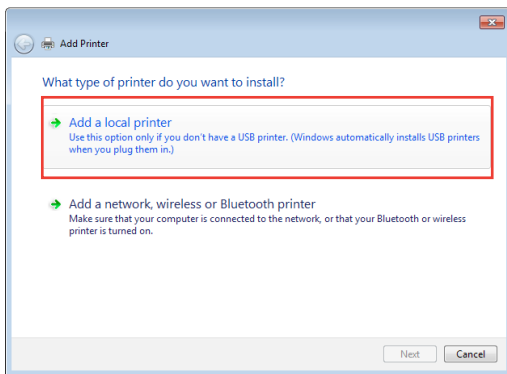 Add Printer
What type of printer do you want to install?
Add a local printer
Use this option only if you don't have a USB printer. (Windows automatically installs USB printers
when you plug them in.)
Add a network, wireless or Bluetooth printer
Make sure that your computer is connected to the network, or that your Bluetooth or wireless
printer is turned on.
Next Cancel